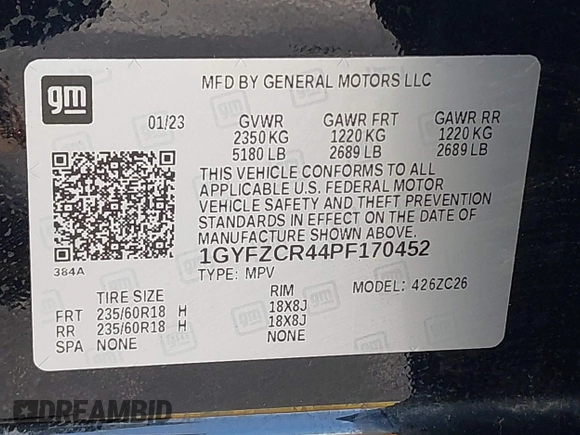 gm
MFD BY GENERAL MOTORS LLC
01/23 GVWR GAWR FRT GAWR RR
2350 KG 1220 KG 1220 KG
5180 LB 2689 LB 2689 LB
THIS VEHICLE CONFORMS TO ALL
APPLICABLE U.S. FEDERAL MOTOR
VEHICLE SAFETY AND THEFT PREVENTION
STANDARDS IN EFFECT ON THE DATE OF
MANUFACTURE SHOWN ABOVE.
384A
1GYFZCR44PF170452
TYPE: MPV MODEL: 426ZC26
TIRE SIZE RIM
FRT 235/60R18 H 18X8J
RR 235/60R18 H 18X8J
SPA NONE NONE
DREAMBID